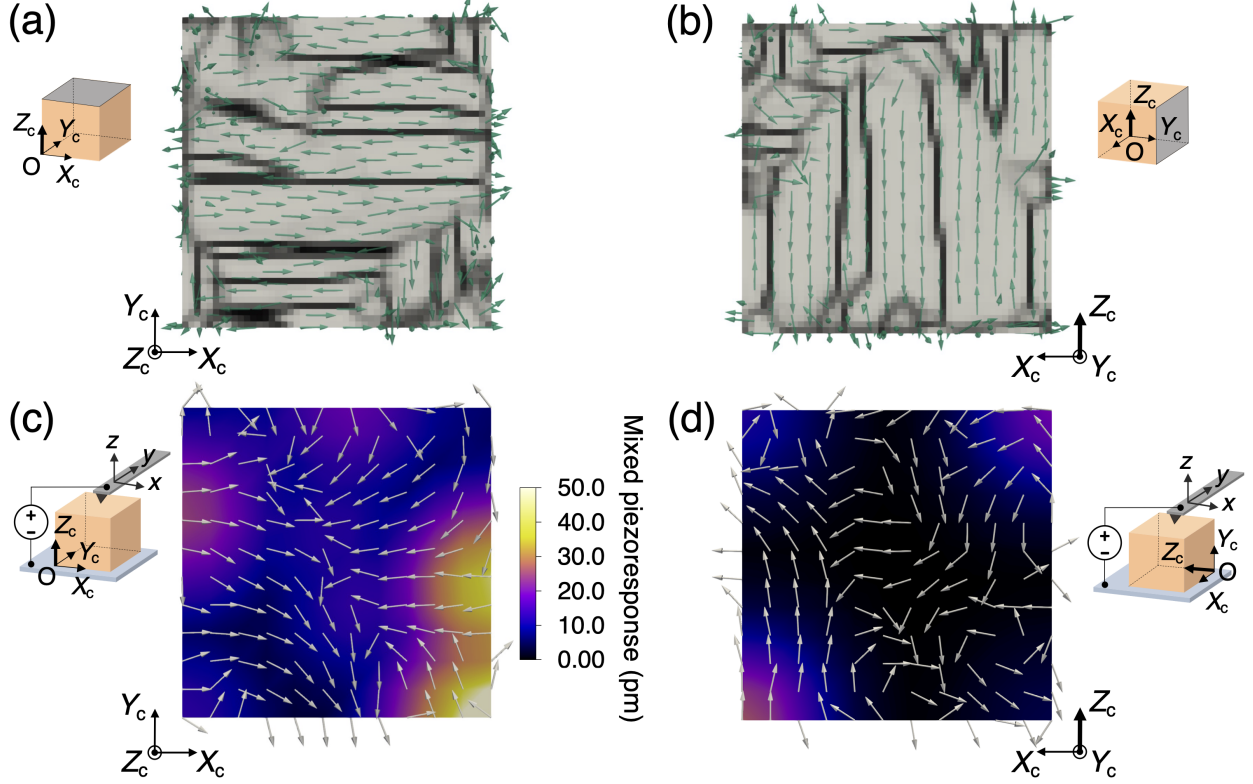 (a)
Zc
Yc
O
Xc
Yc
Zc
Xc
(b)
Zc
Xc
Yc
O
Zc
Xc
Yc
(c)
z
y
x
+
−
Zc
Yc
O
Xc
Yc
Zc
Xc
50.0
40.0
30.0
20.0
10.0
0.00
Mixed piezoresponse (pm)
(d)
z
y
x
+
−
Yc
Zc
O
Xc
Zc
Xc
Yc